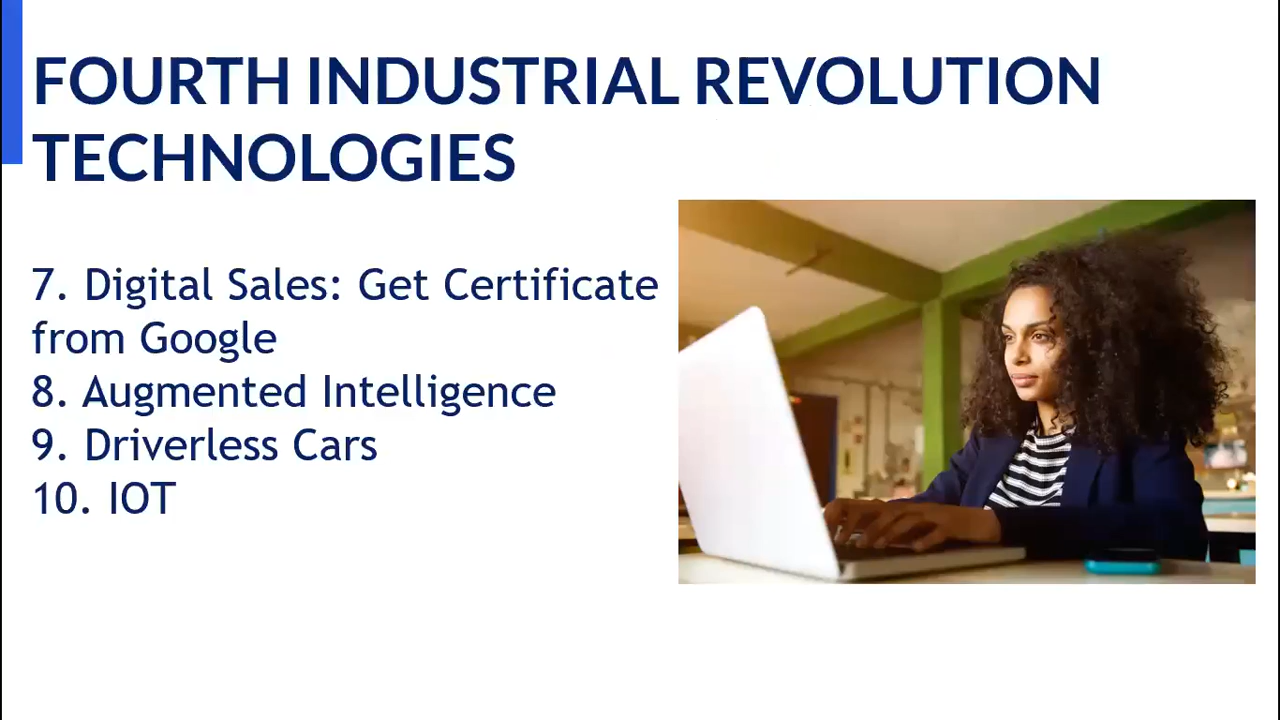 FOURTH INDUSTRIAL REVOLUTION
TECHNOLOGIES
7. Digital Sales: Get Certificate
from Google
8. Augmented Intelligence
9. Driverless Cars
10. IOT